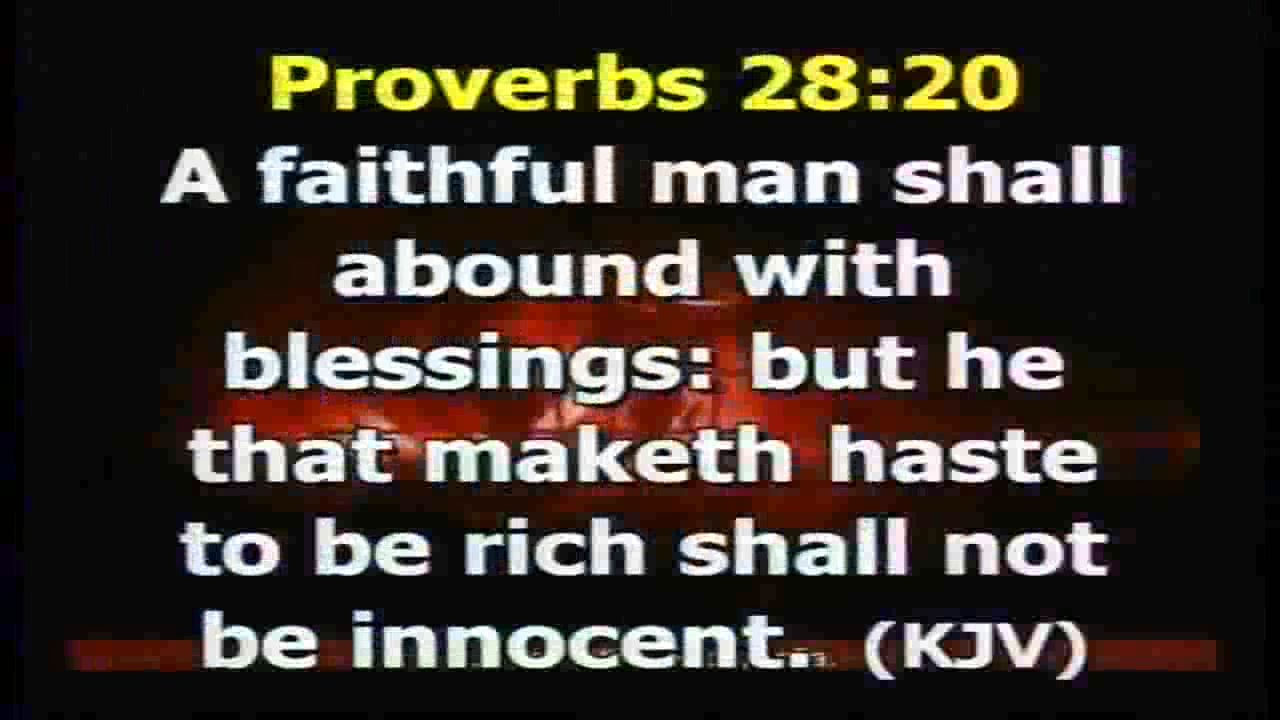 Proverbs 28:20
A faithful man shall
abound with
blessings: but he
that maketh haste
to be rich shall not
be innocent. (KJV)